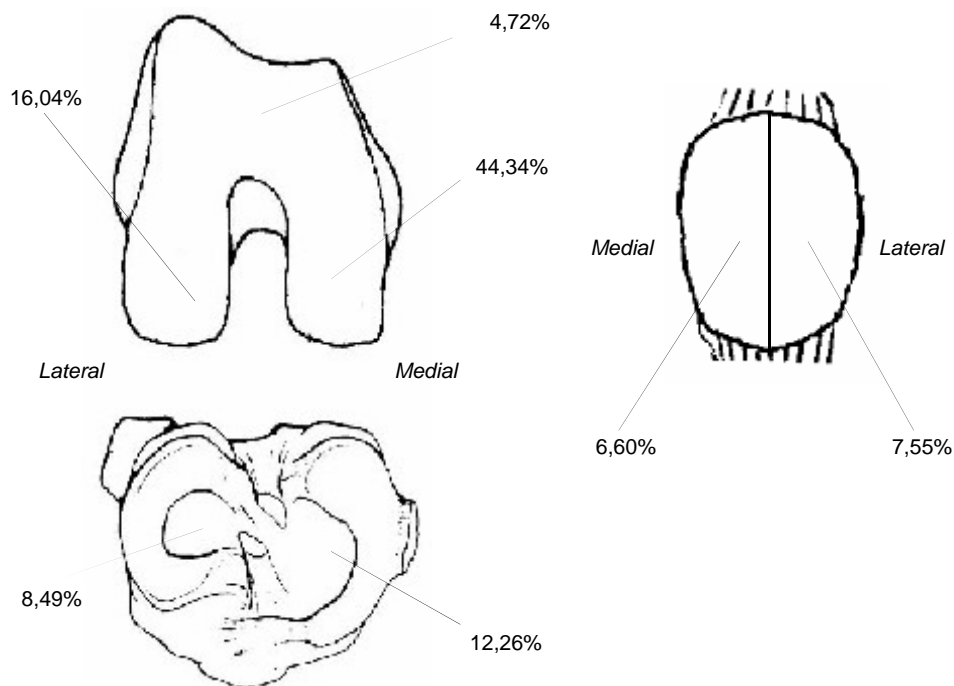 4,72%
16,04%
44,34%
Medial
Lateral
Lateral
Medial
6,60%
7,55%
8,49%
12,26%